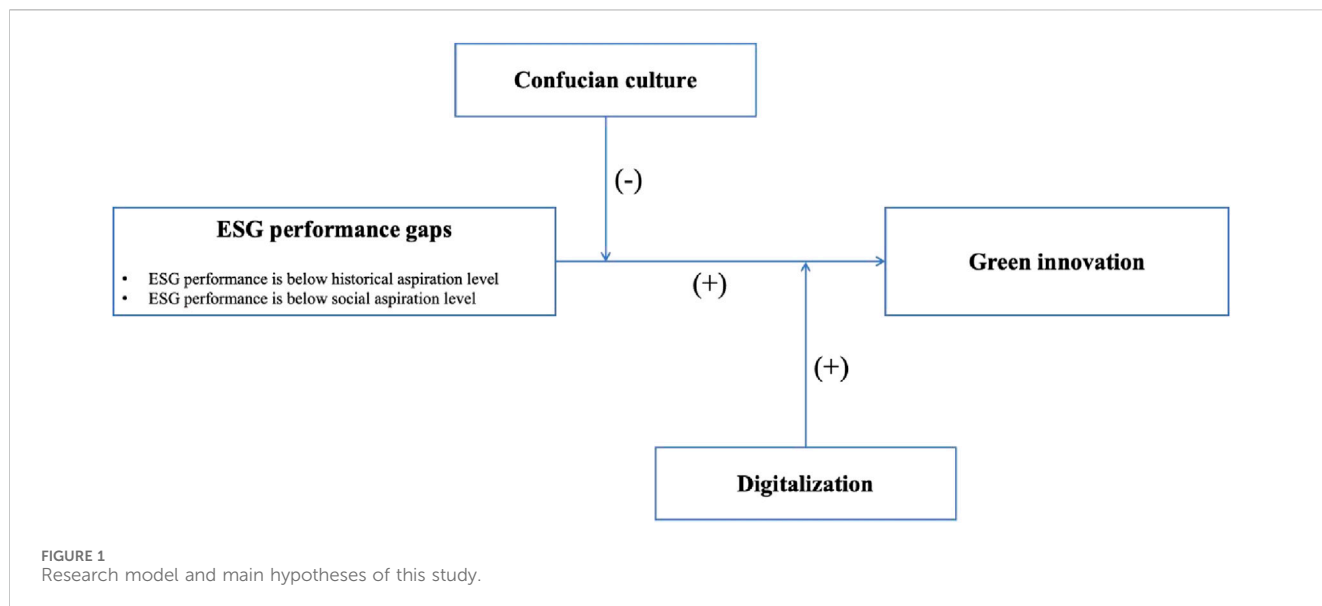 Confucian culture
(-)
ESG performance gaps
• ESG performance is below historical aspiration level
• ESG performance is below social aspiration level
(+)
Green innovation
(+)
Digitalization
FIGURE 1
Research model and main hypotheses of this study.